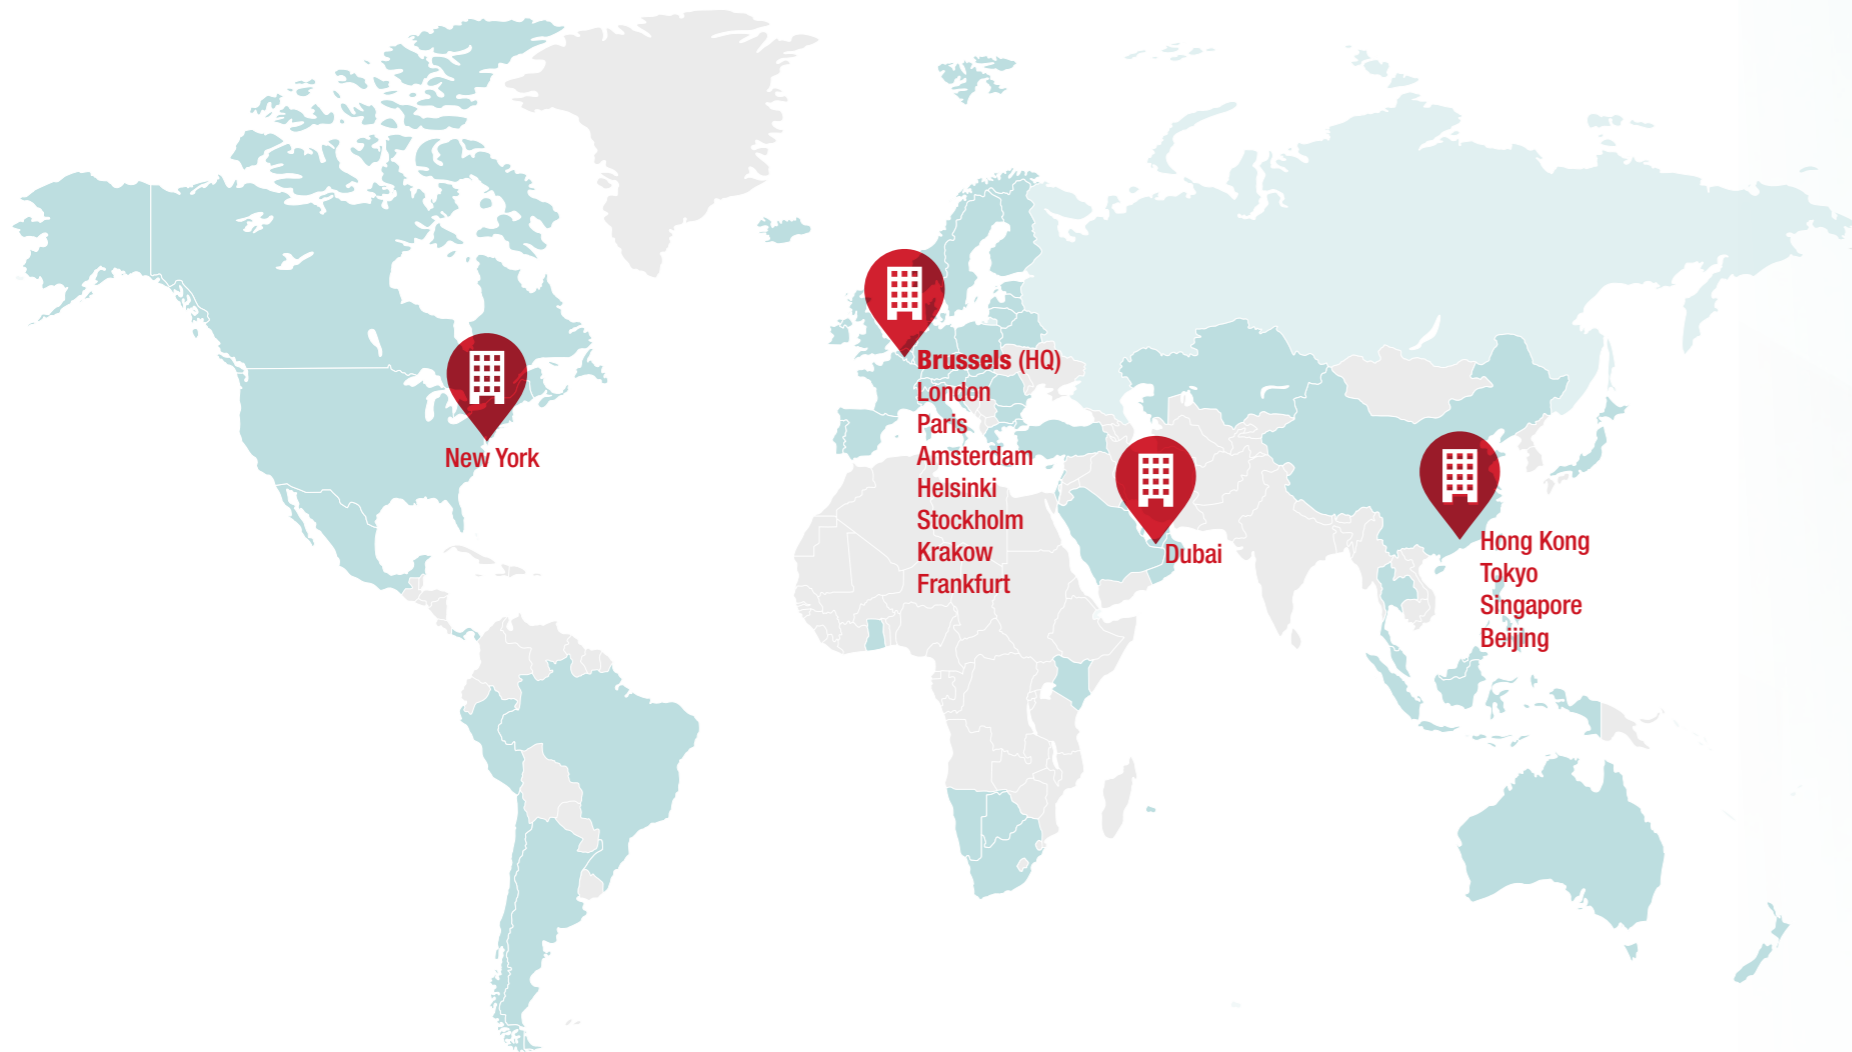 New York
Brussels (HQ)
London
Paris
Amsterdam
Helsinki
Stockholm
Krakow
Frankfurt
Dubai
Hong Kong
Tokyo
Singapore
Beijing